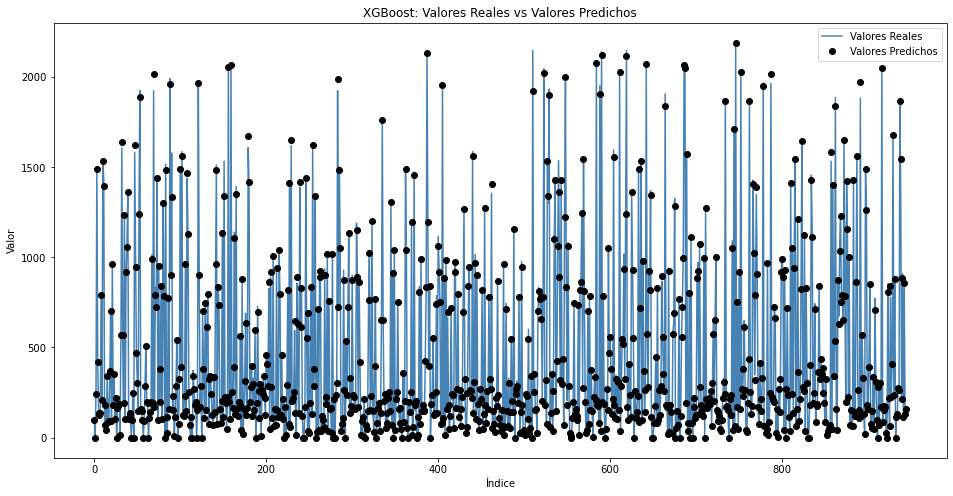 XGBoost: Valores Reales vs Valores Predichos
Valores Reales
Valores Predichos
2000
1500
1000
500
0
Valor
0 200 400 600 800
Índice